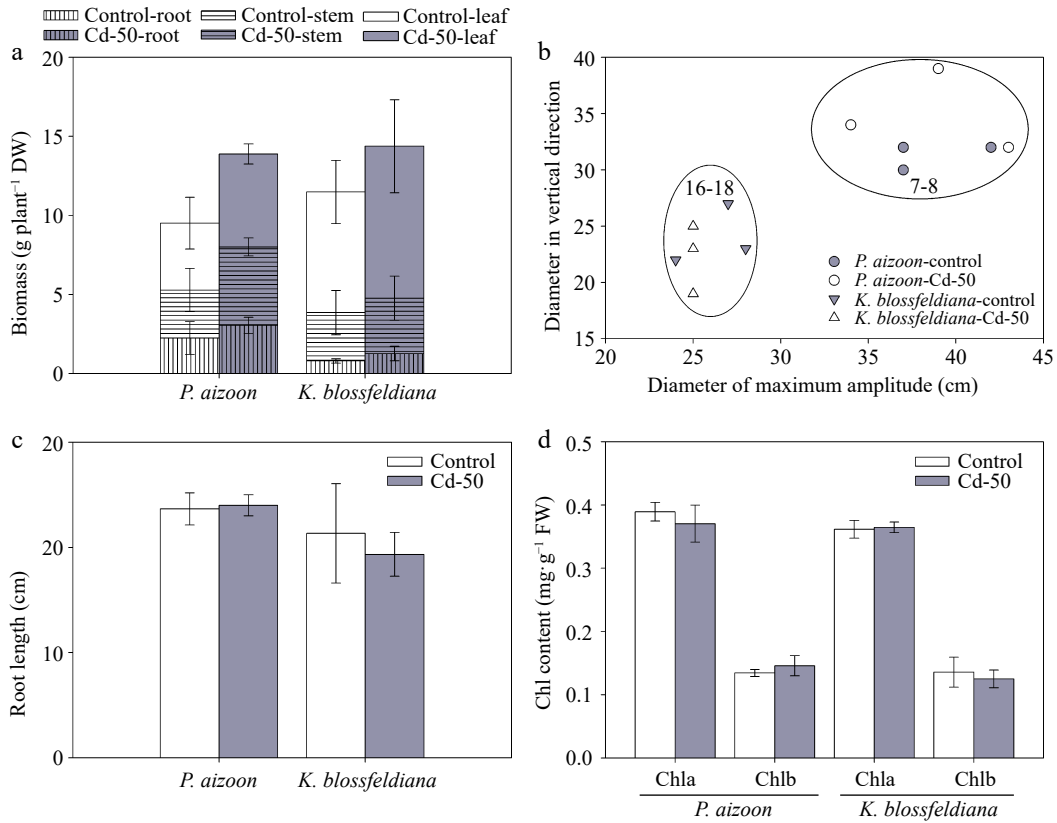 Control-root Control-stem Control-leaf
Cd-50-root Cd-50-stem Cd-50-leaf
a
20
15
10
5
0
Biomass (g plant⁻¹ DW)
P. aizoon K. blossfeldiana
b
40
35
30
25
20
15
Diameter in vertical direction
16-18
7-8
P. aizoon-control
P. aizoon-Cd-50
K. blossfeldiana-control
K. blossfeldiana-Cd-50
20 25 30 35 40 45
Diameter of maximum amplitude (cm)
c
20
20
20
0
Root length (cm)
Control
Cd-50
P. aizoon K. blossfeldiana
d
0.5
0.4
0.3
0.2
0.1
0.0
Chl content (mg·g⁻¹ FW)
Control
Cd-50
Chla Chlb Chla Chlb
P. aizoon K. blossfeldiana